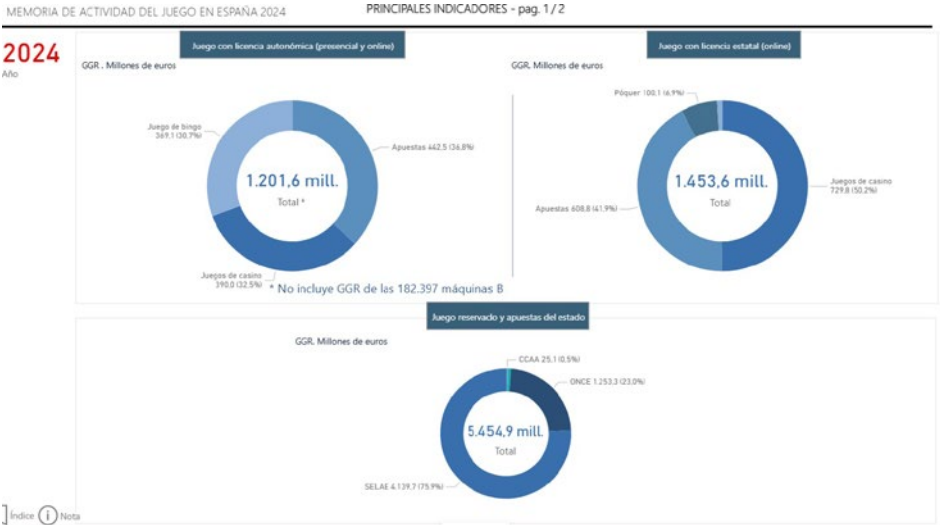 MEMORIA DE ACTIVIDAD DEL JUEGO EN ESPAÑA 2024
PRINCIPALES INDICADORES - pag. 1/2
2024
Año
Juego con licencia autonómica (presencial y online)
GGR. Millones de euros
Juego de bingo
369,1 (30,7%)
Apuestas 442,5 (36,8%)
1.201,6 mill.
Total *
Juegos de casino
390,0 (32,5%)
* No incluye GGR de las 182.397 máquinas B
Juego con licencia estatal (online)
GGR. Millones de euros
Póquer 100,1 (6,9%)
Juegos de casino
729,8 (50,2%)
1.453,6 mill.
Total
Apuestas 608,8 (41,9%)
Juego reservado y apuestas del estado
GGR. Millones de euros
CCAA 25,1 (0,5%)
ONCE 1.253,3 (23,0%)
5.454,9 mill.
Total
SELAE 4.139,7 (75,9%)
Índice
Nota